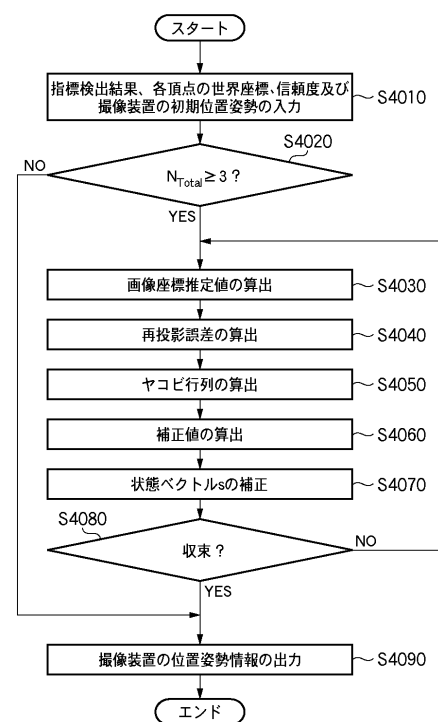 スタート
指標検出結果、各頂点の世界座標、信頼度及び
撮像装置の初期位置姿勢の入力
S4010
S4020
NO
NTotal≥3？
YES
画像座標推定値の算出
S4030
再投影誤差の算出
S4040
ヤコビ行列の算出
S4050
補正値の算出
S4060
状態ベクトルsの補正
S4070
S4080
収束？
NO
YES
撮像装置の位置姿勢情報の出力
S4090
エンド